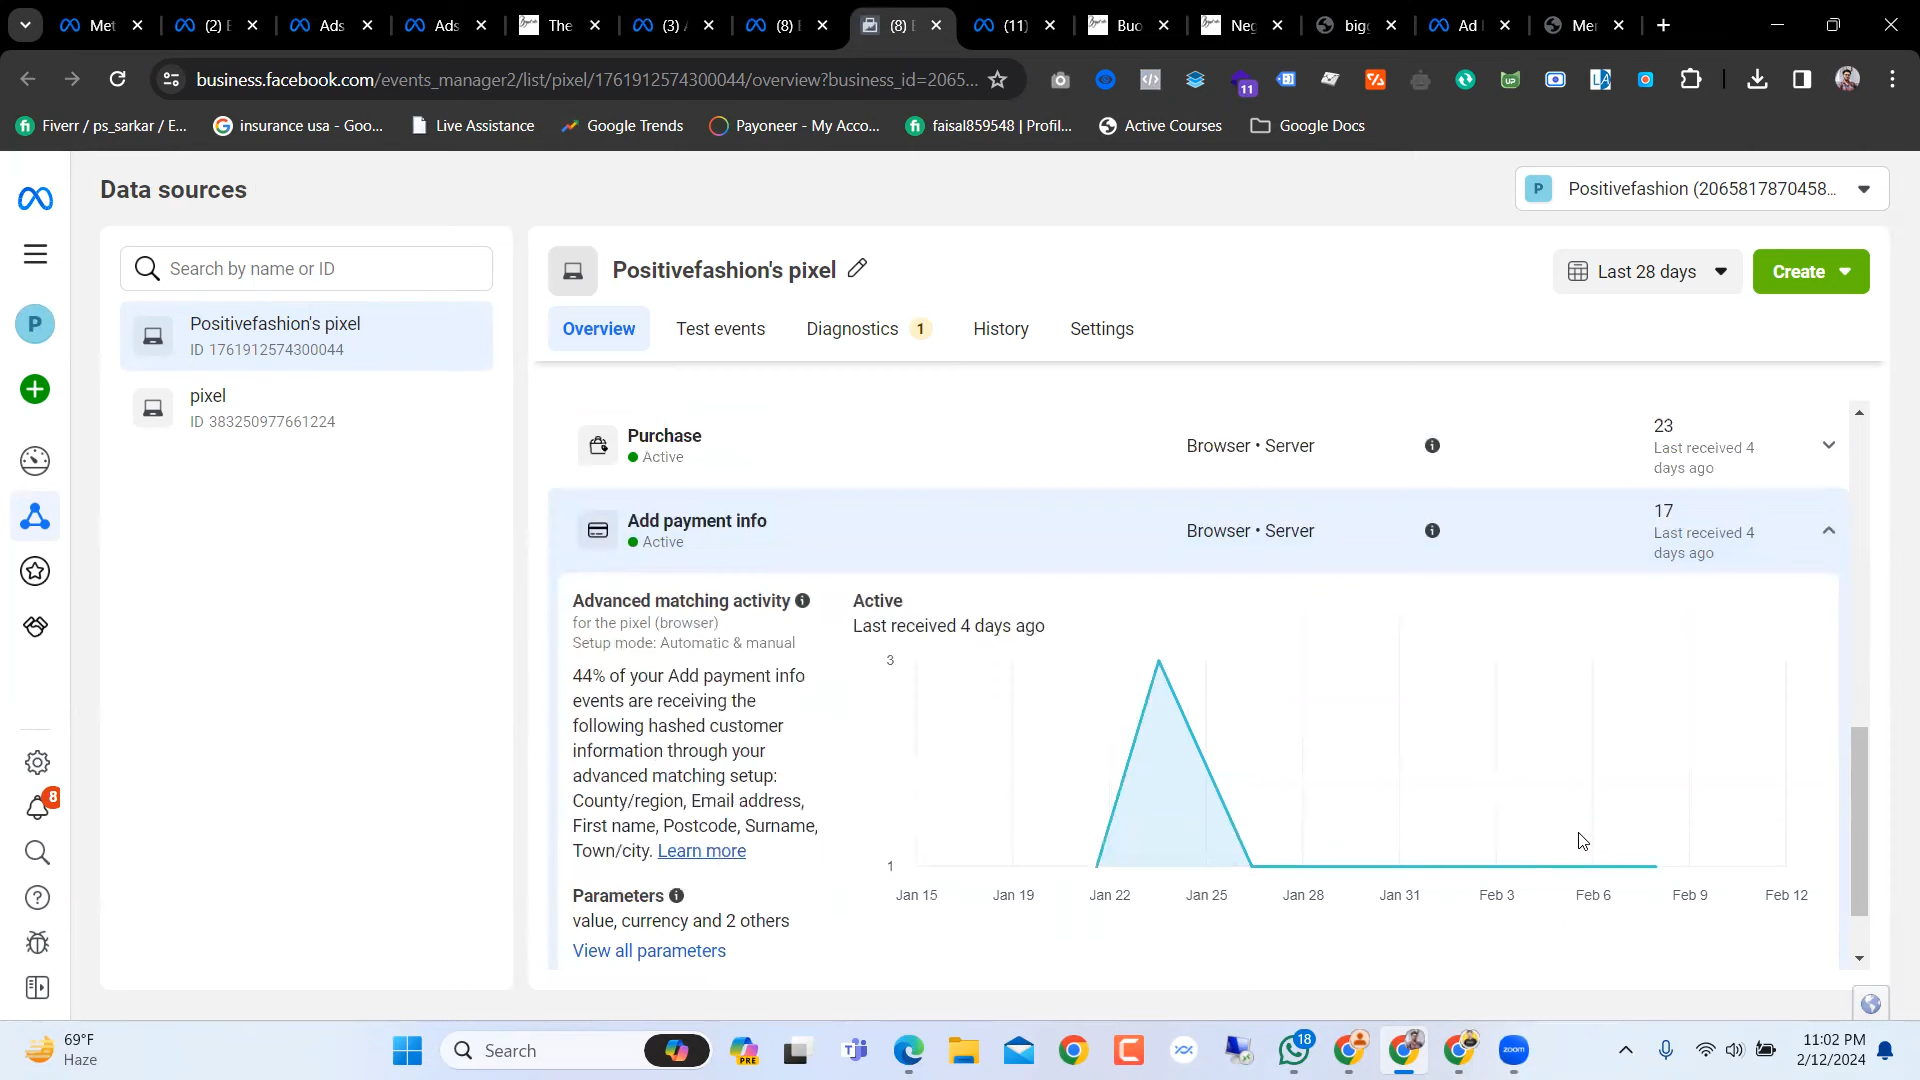 Met
(2) E
Ads
Ads
The
(3) A
(8) E
(8) E
(11)
Buo
Neg
bigg
Ad
Mer
business.facebook.com/events_manager2/list/pixel/1761912574300044/overview?business_id=2065...
11
Fiverr / ps_sarkar / E...
insurance usa - Goo...
Live Assistance
Google Trends
Payoneer - My Acco...
faisal859548 | Profil...
Active Courses
Google Docs
Data sources
P
Positivefashion (2065817870458...
Search by name or ID
Positivefashion's pixel
ID 1761912574300044
pixel
ID 383250977661224
P
8
Positivefashion's pixel
Last 28 days
Create
Overview
Test events
Diagnostics 1
History
Settings
Purchase
Active
Browser • Server
23
Last received 4
days ago
Add payment info
Active
Browser • Server
17
Last received 4
days ago
Advanced matching activity
for the pixel (browser)
Setup mode: Automatic & manual
44% of your Add payment info
events are receiving the
following hashed customer
information through your
advanced matching setup:
County/region, Email address,
First name, Postcode, Surname,
Town/city. Learn more
Parameters
value, currency and 2 others
View all parameters
Active
Last received 4 days ago
3
1
Jan 15
Jan 19
Jan 22
Jan 25
Jan 28
Jan 31
Feb 3
Feb 6
Feb 9
Feb 12
69°F
Haze
Search
PRE
18
zoom
11:02 PM
2/12/2024